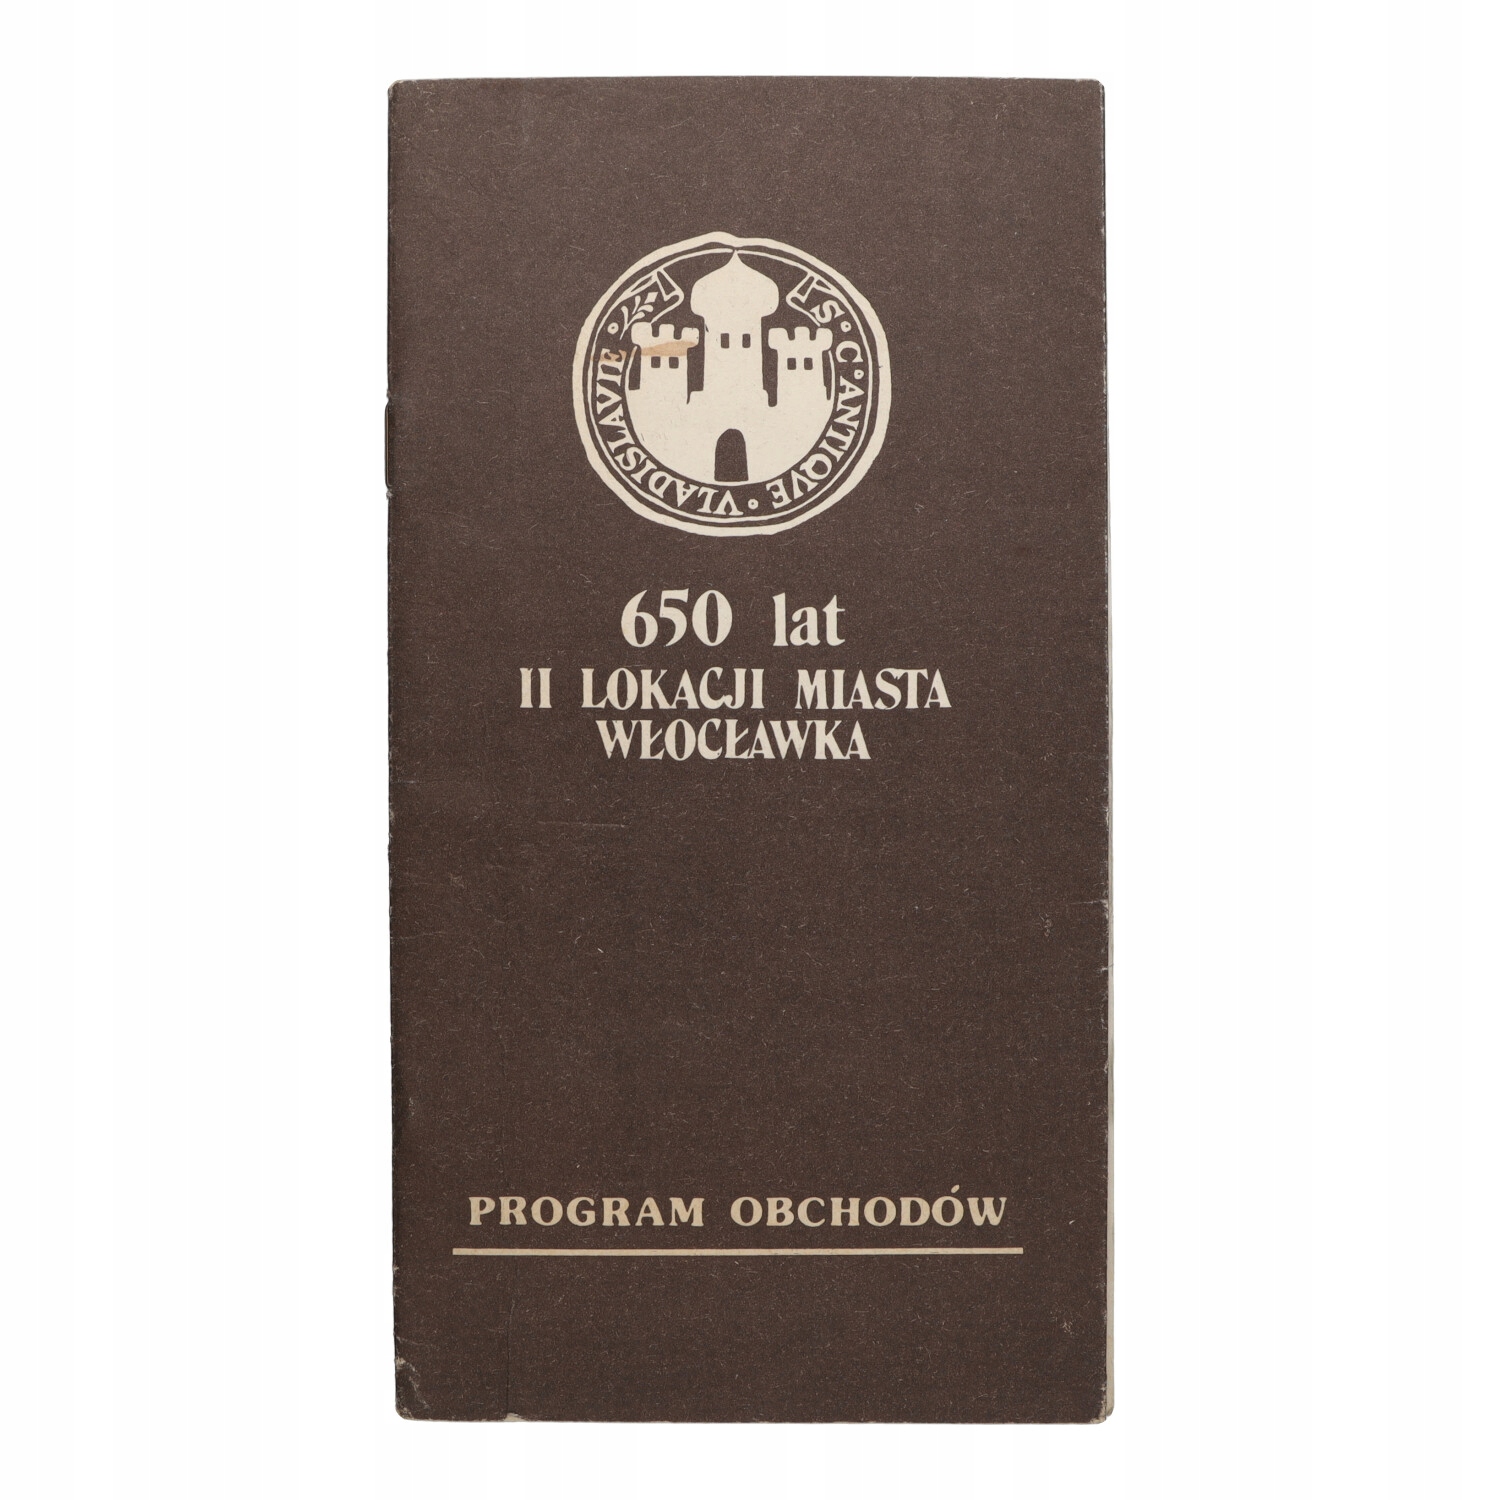 S·C·ANTIQVE·VLADISLAVIE·
650 lat
II LOKACJI MIASTA
WŁOCŁAWKA
PROGRAM OBCHODÓW